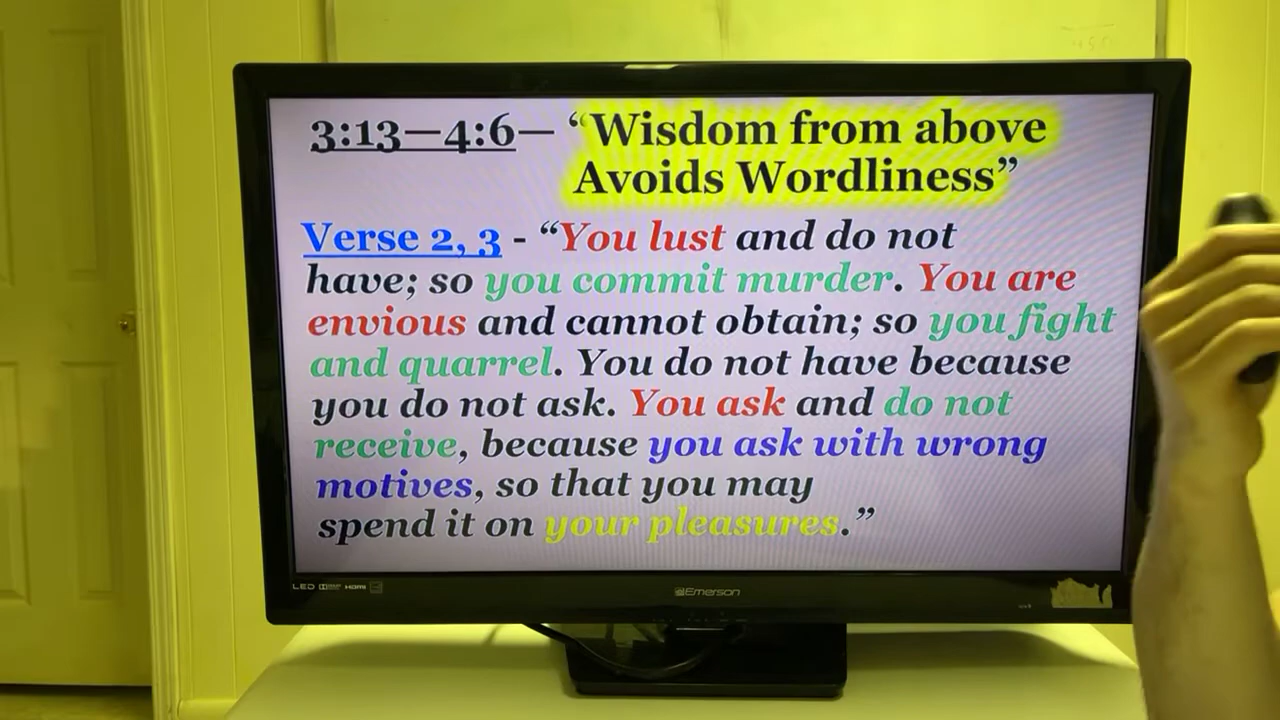 3:13—4:6— “Wisdom from above
Avoids Wordliness”
Verse 2, 3 - “You lust and do not
have; so you commit murder. You are
envious and cannot obtain; so you fight
and quarrel. You do not have because
you do not ask. You ask and do not
receive, because you ask with wrong
motives, so that you may
spend it on your pleasures.”
LED DOLBY HDMI
Emerson